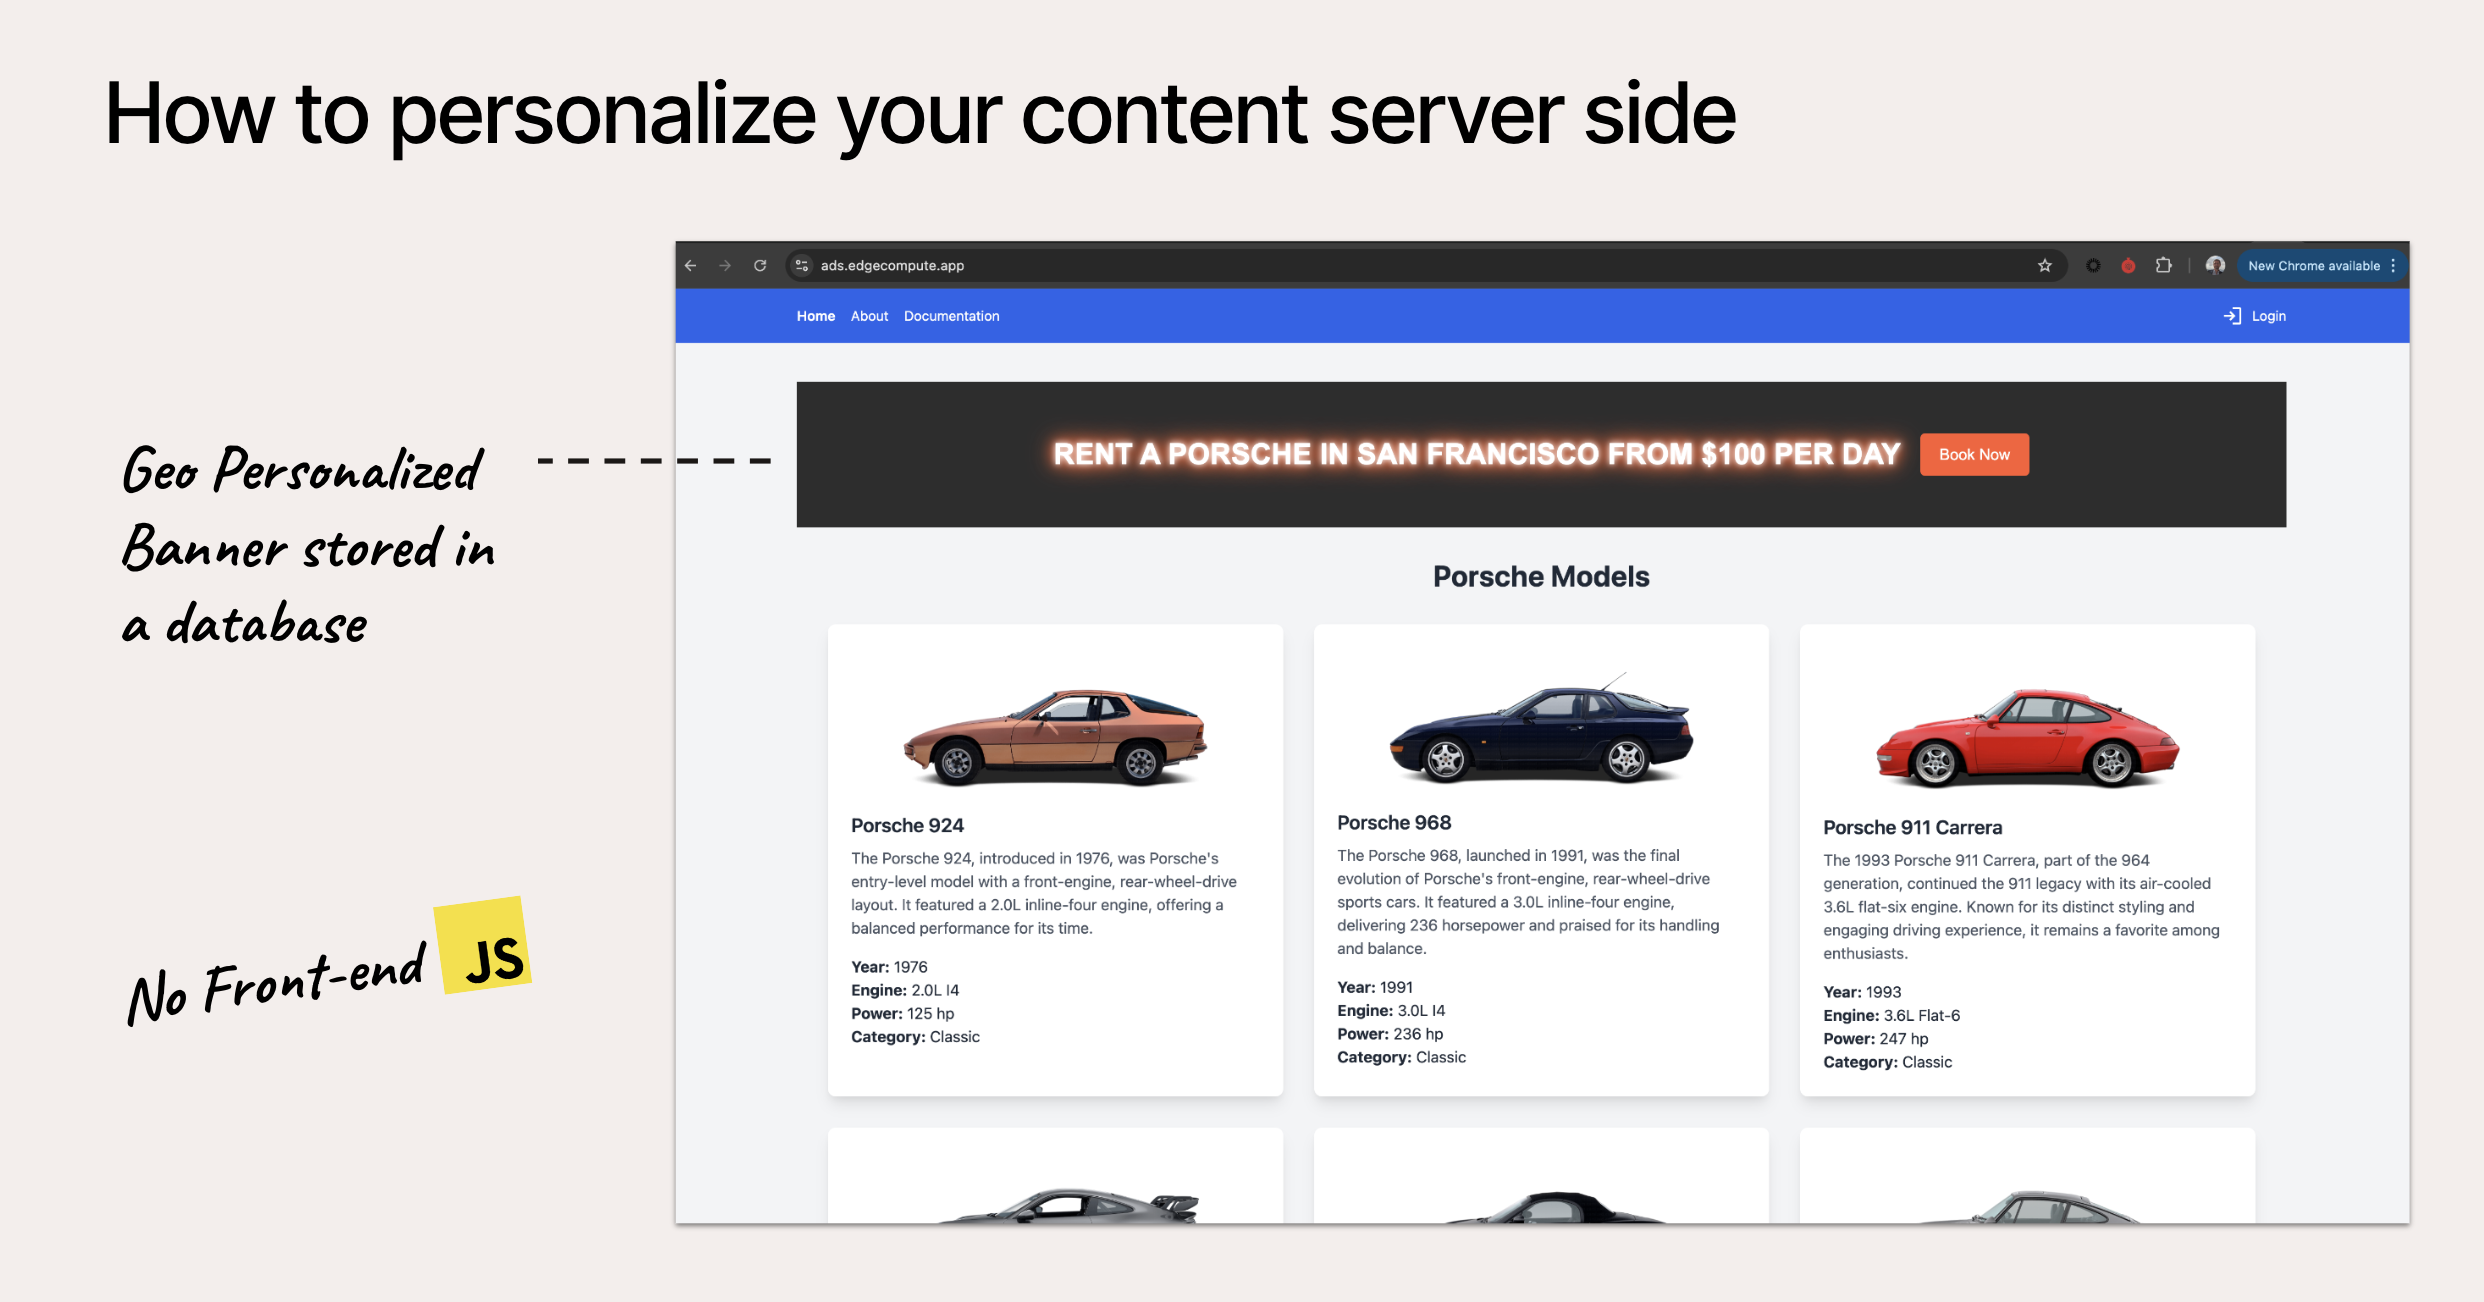 How to personalize your content server side
ads.edgecompute.app
New Chrome available
Home About Documentation
Login
Geo Personalized
Banner stored in
a database
RENT A PORSCHE IN SAN FRANCISCO FROM $100 PER DAY
Book Now
Porsche Models
Porsche 924
The Porsche 924, introduced in 1976, was Porsche's
entry-level model with a front-engine, rear-wheel-drive
layout. It featured a 2.0L inline-four engine, offering a
balanced performance for its time.
Year: 1976
Engine: 2.0L I4
Power: 125 hp
Category: Classic
Porsche 968
The Porsche 968, launched in 1991, was the final
evolution of Porsche's front-engine, rear-wheel-drive
sports cars. It featured a 3.0L inline-four engine,
delivering 236 horsepower and praised for its handling
and balance.
Year: 1991
Engine: 3.0L I4
Power: 236 hp
Category: Classic
Porsche 911 Carrera
The 1993 Porsche 911 Carrera, part of the 964
generation, continued the 911 legacy with its air-cooled
3.6L flat-six engine. Known for its distinct styling and
engaging driving experience, it remains a favorite among
enthusiasts.
Year: 1993
Engine: 3.6L Flat-6
Power: 247 hp
Category: Classic
No Front-end JS